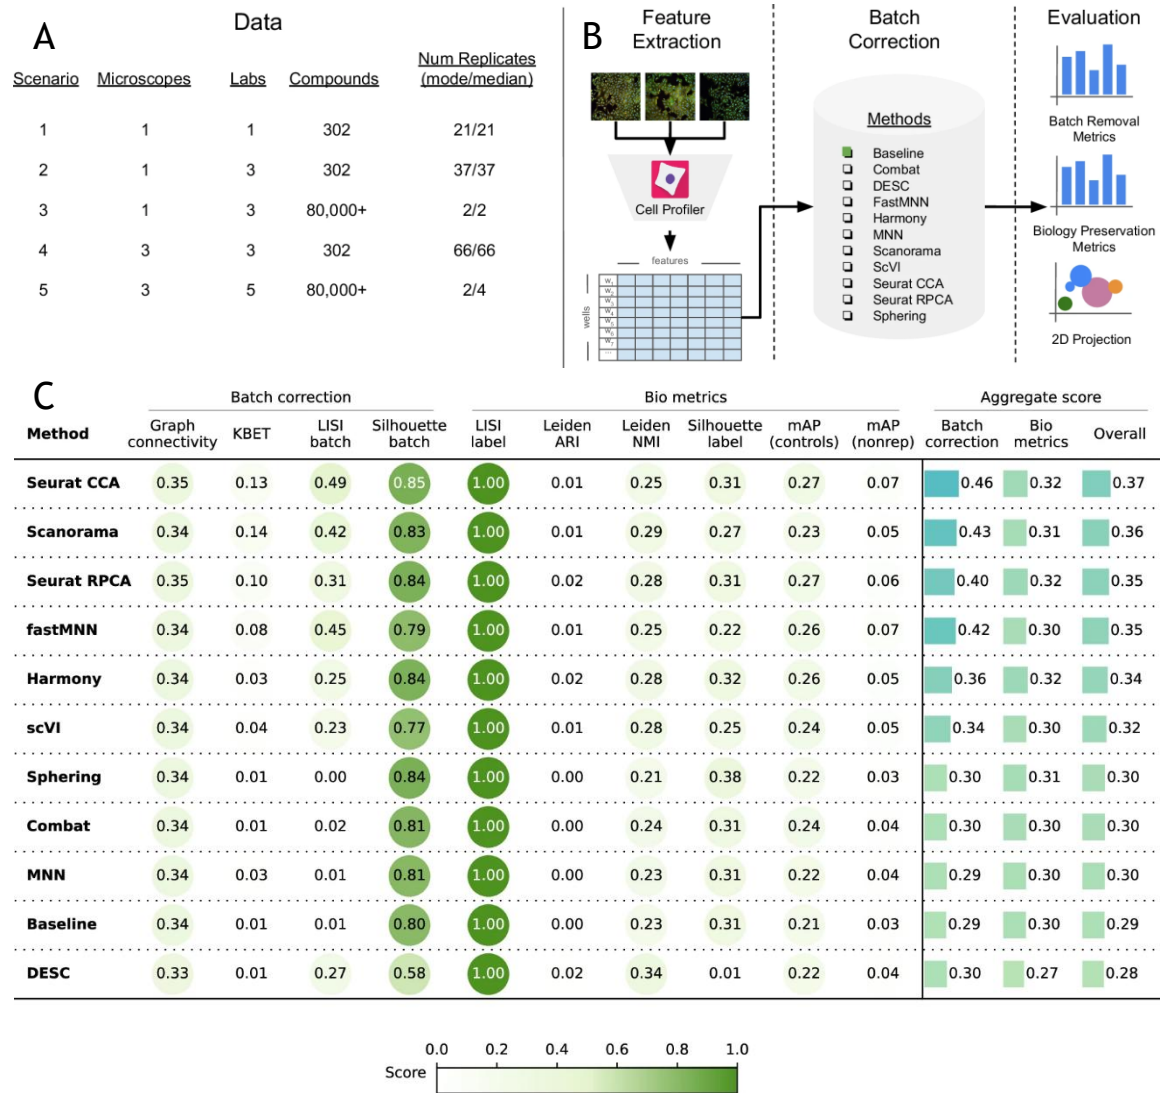 A
Data
Scenario Microscopes Labs Compounds Num Replicates (mode/median)
1 1 1 302 21/21
2 1 3 302 37/37
3 1 3 80,000+ 2/2
4 3 3 302 66/66
5 3 5 80,000+ 2/4
B
Feature
Extraction
Cell Profiler
features
wells
W1
W2
W3
W4
W5
W6
W7
...
Batch
Correction
Methods
Baseline
Combat
DESC
FastMNN
Harmony
MNN
Scanorama
ScVI
Seurat CCA
Seurat RPCA
Sphering
Evaluation
Batch Removal
Metrics
Biology Preservation
Metrics
2D Projection
C
Batch correction Bio metrics Aggregate score
Method Graph connectivity KBET LISI batch Silhouette batch LISI label Leiden ARI Leiden NMI Silhouette label mAP (controls) mAP (nonrep) Batch correction Bio metrics Overall
Seurat CCA 0.35 0.13 0.49 0.85 1.00 0.01 0.25 0.31 0.27 0.07 0.46 0.32 0.37
Scanorama 0.34 0.14 0.42 0.83 1.00 0.01 0.29 0.27 0.23 0.05 0.43 0.31 0.36
Seurat RPCA 0.35 0.10 0.31 0.84 1.00 0.02 0.28 0.31 0.27 0.06 0.40 0.32 0.35
fastMNN 0.34 0.08 0.45 0.79 1.00 0.01 0.25 0.22 0.26 0.07 0.42 0.30 0.35
Harmony 0.34 0.03 0.25 0.84 1.00 0.02 0.28 0.32 0.26 0.05 0.36 0.32 0.34
scVI 0.34 0.04 0.23 0.77 1.00 0.01 0.28 0.25 0.24 0.05 0.34 0.30 0.32
Sphering 0.34 0.01 0.00 0.84 1.00 0.00 0.21 0.38 0.22 0.03 0.30 0.31 0.30
Combat 0.34 0.01 0.02 0.81 1.00 0.00 0.24 0.31 0.24 0.04 0.30 0.30 0.30
MNN 0.34 0.03 0.01 0.81 1.00 0.00 0.23 0.31 0.22 0.04 0.29 0.30 0.30
Baseline 0.34 0.01 0.01 0.80 1.00 0.00 0.23 0.31 0.21 0.03 0.29 0.30 0.29
DESC 0.33 0.01 0.27 0.58 1.00 0.02 0.34 0.01 0.22 0.04 0.30 0.27 0.28
0.0 0.2 0.4 0.6 0.8 1.0
Score